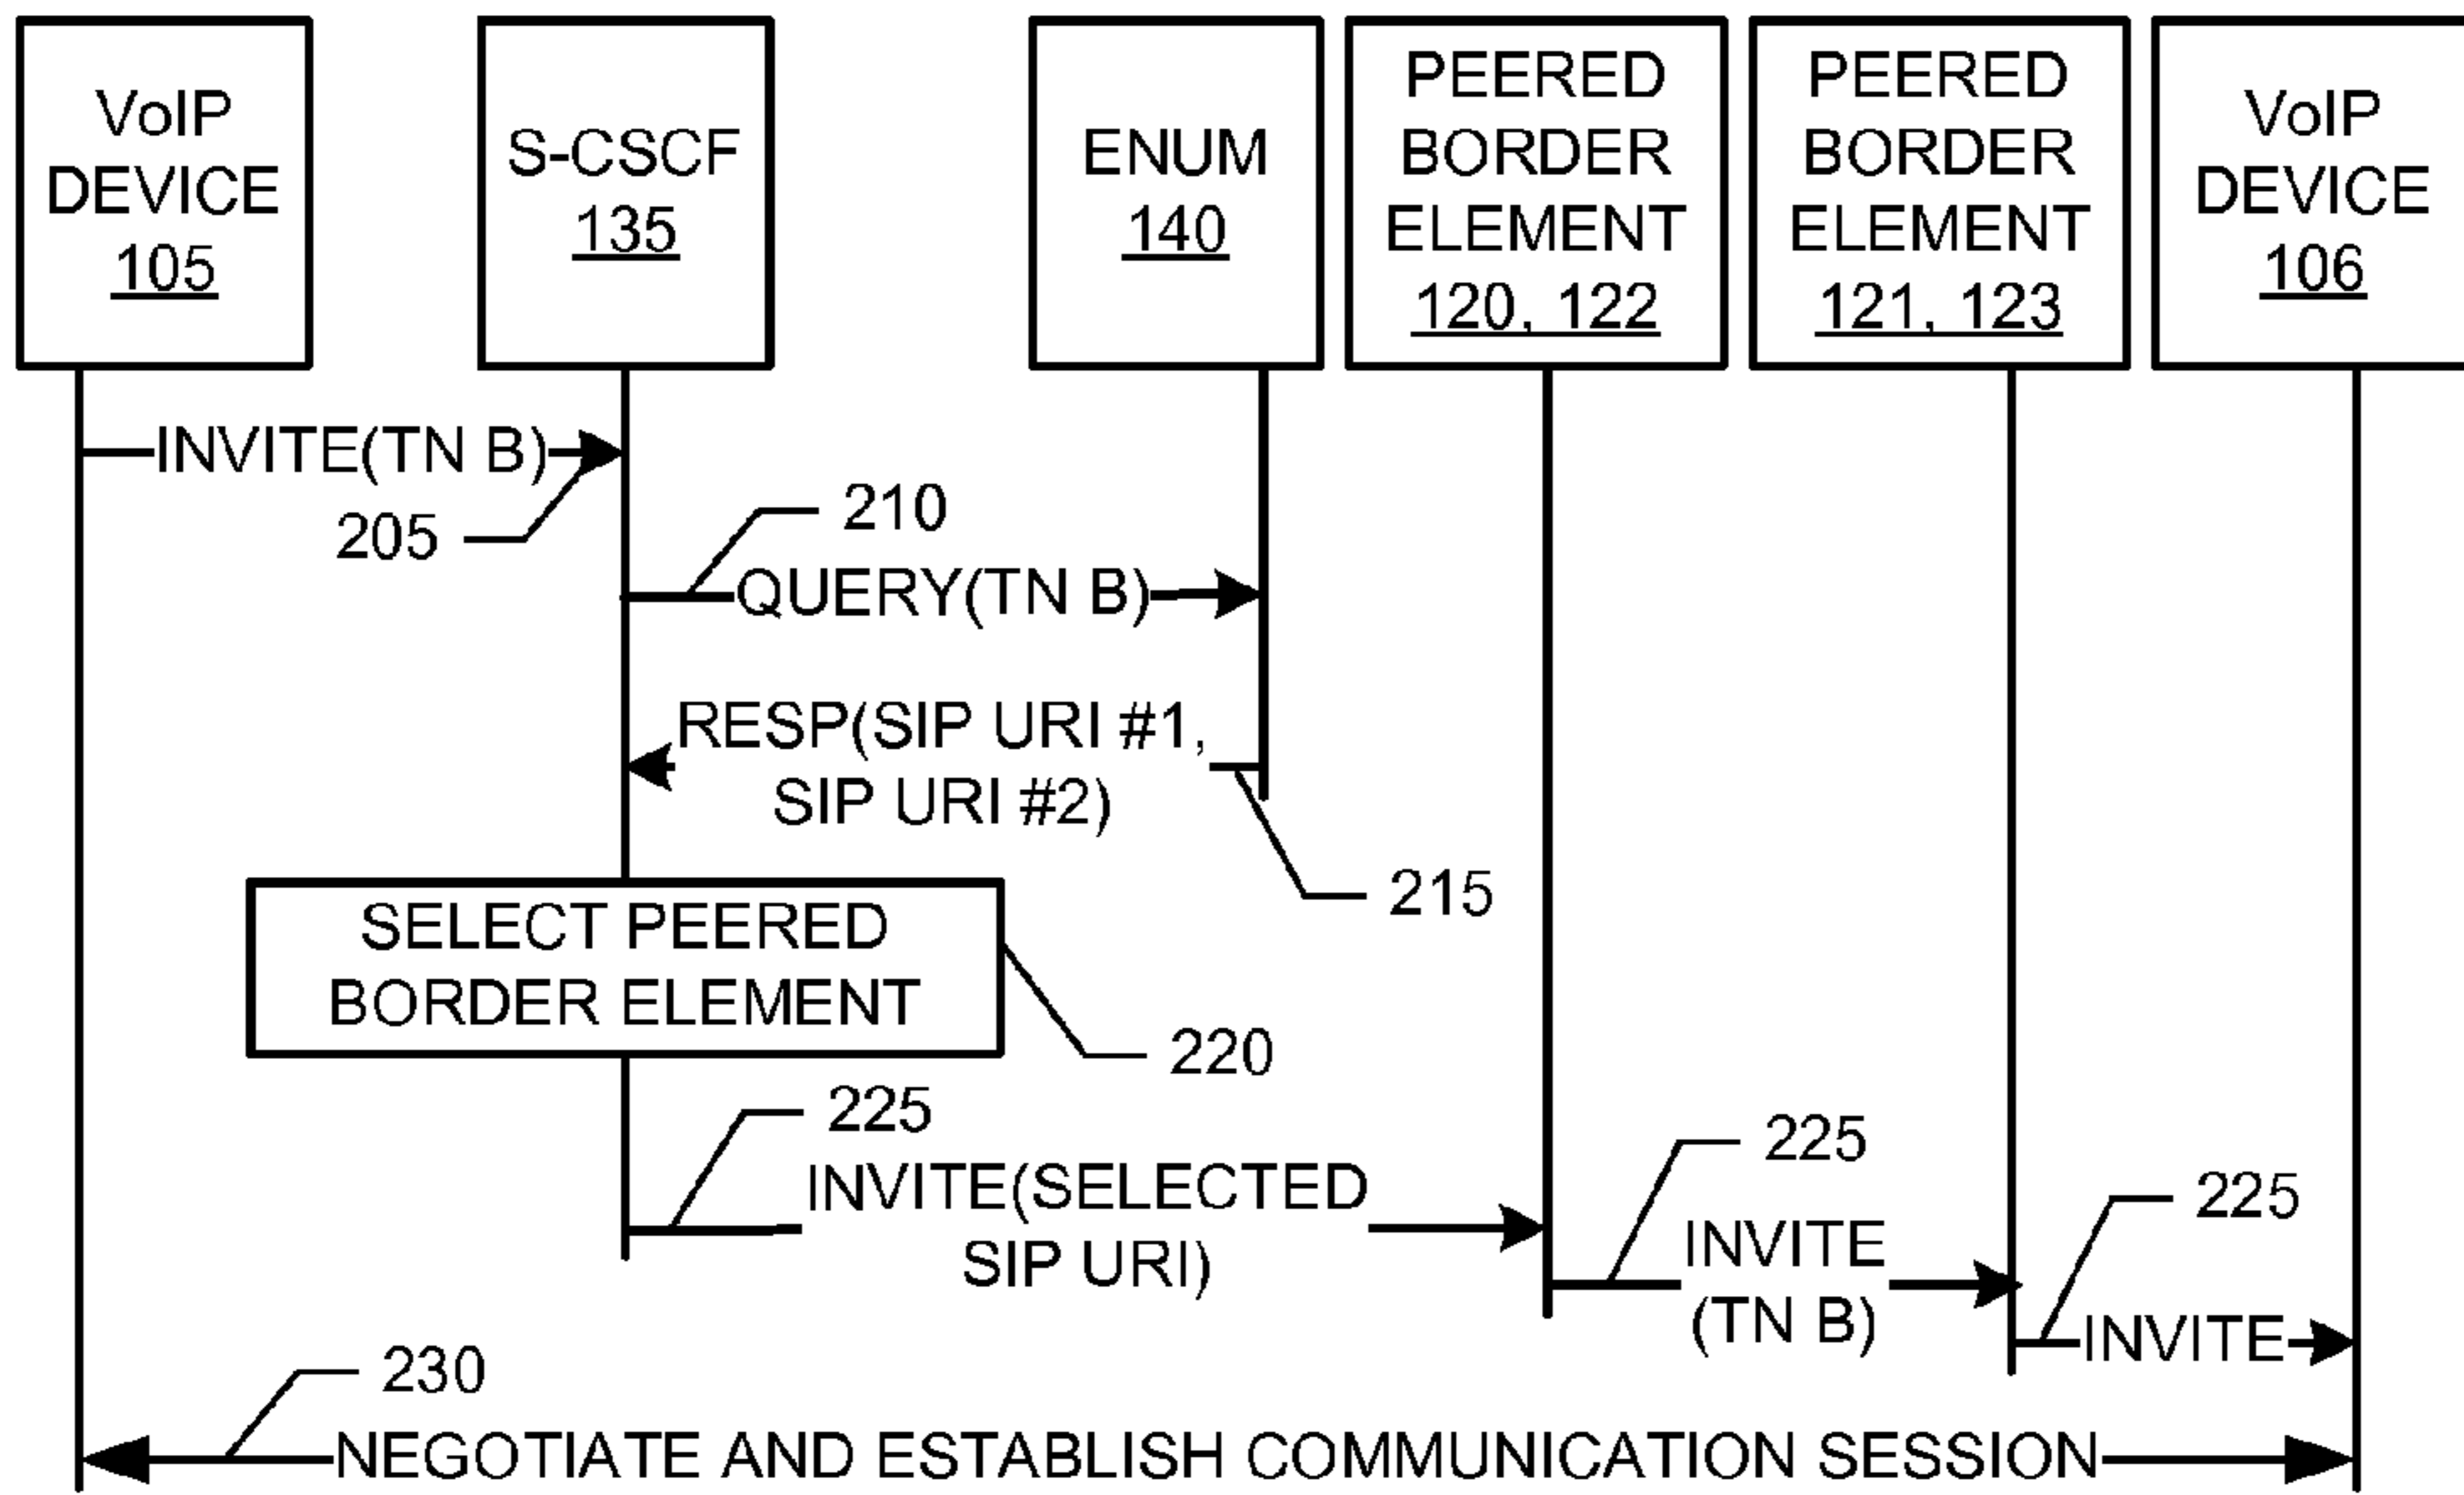 VoIP
DEVICE
105
S-CSCF
135
ENUM
140
PEERED
BORDER
ELEMENT
120, 122
PEERED
BORDER
ELEMENT
121, 123
VoIP
DEVICE
106
INVITE(TN B)
205
210
QUERY(TN B)
RESP(SIP URI #1,
SIP URI #2)
215
SELECT PEERED
BORDER ELEMENT
220
225
INVITE(SELECTED
SIP URI)
225
INVITE
(TN B)
225
INVITE
230
NEGOTIATE AND ESTABLISH COMMUNICATION SESSION